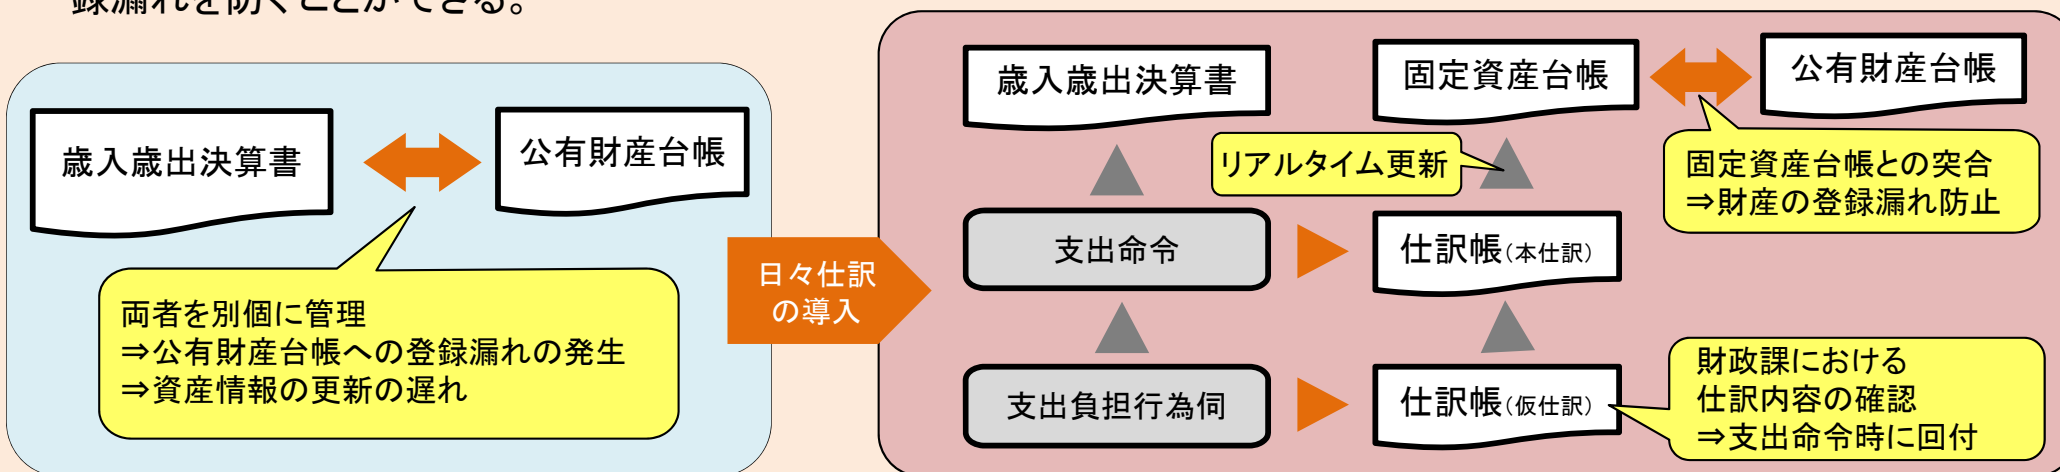 録漏れを防ぐことができる。
歳入歳出決算書
公有財産台帳
両者を別個に管理
⇒公有財産台帳への登録漏れの発生
⇒資産情報の更新の遅れ
日々仕訳
の導入
歳入歳出決算書
固定資産台帳
公有財産台帳
リアルタイム更新
固定資産台帳との突合
⇒財産の登録漏れ防止
支出命令
仕訳帳(本仕訳)
支出負担行為伺
仕訳帳(仮仕訳)
財政課における
仕訳内容の確認
⇒支出命令時に回付